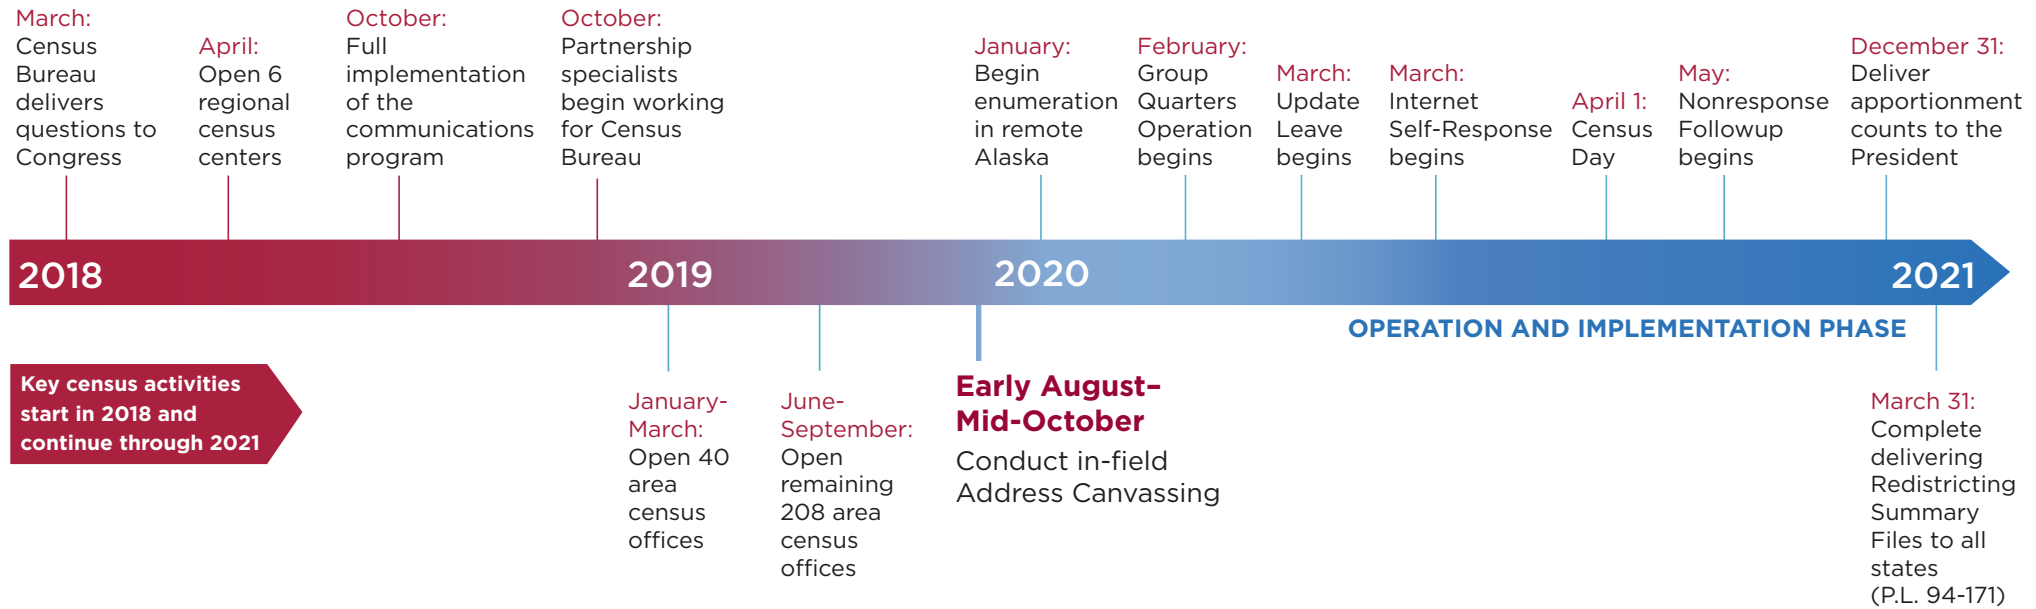 March:
Census
Bureau
delivers
questions to
Congress
April:
Open 6
regional
census
centers
October:
Full
implementation
of the
communications
program
October:
Partnership
specialists
begin working
for Census
Bureau
January:
Begin
enumeration
in remote
Alaska
February:
Group
Quarters
Operation
begins
March:
Update
Leave
begins
March:
Internet
Self-Response
begins
April 1:
Census
Day
May:
Nonresponse
Followup
begins
December 31:
Deliver
apportionment
counts to the
President
2018
2019
2020
2021
OPERATION AND IMPLEMENTATION PHASE
Key census activities
start in 2018 and
continue through 2021
January-
March:
Open 40
area
census
offices
June-
September:
Open
remaining
208 area
census
offices
Early August–
Mid-October
Conduct in-field
Address Canvassing
March 31:
Complete
delivering
Redistricting
Summary
Files to all
states
(P.L. 94-171)